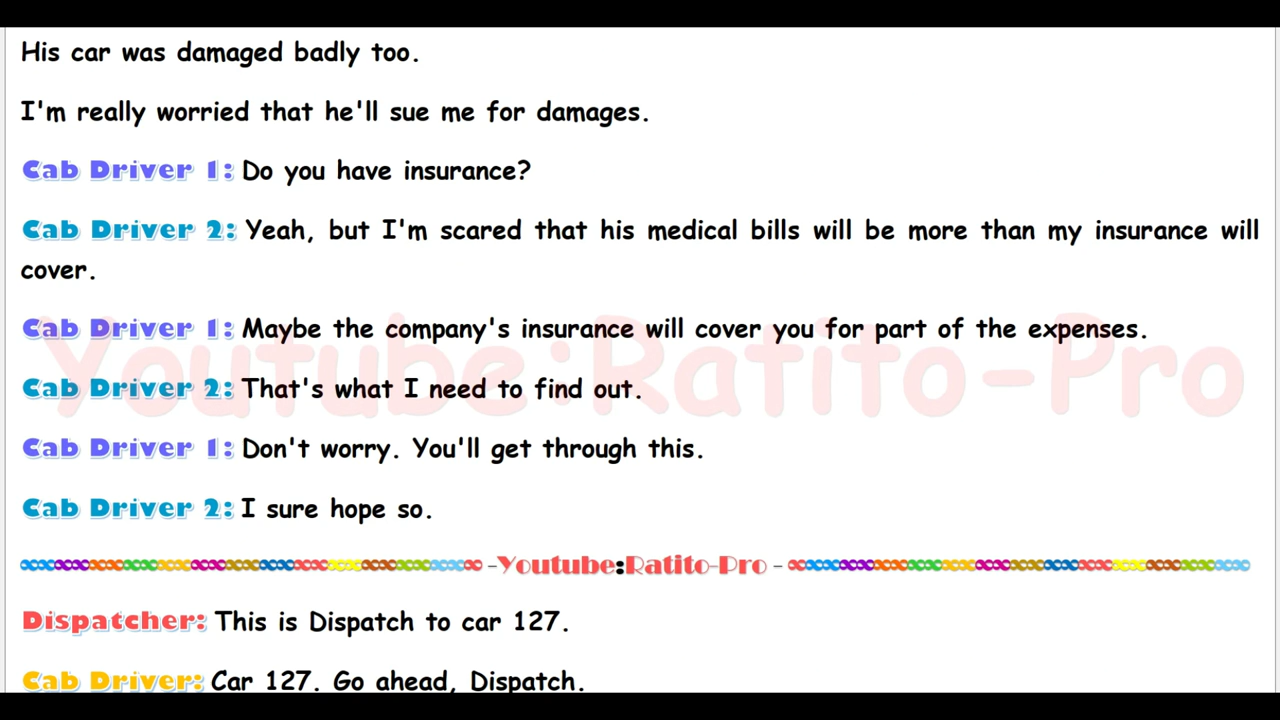 His car was damaged badly too.
I'm really worried that he'll sue me for damages.
Cab Driver 1: Do you have insurance?
Cab Driver 2: Yeah, but I'm scared that his medical bills will be more than my insurance will
cover.
Cab Driver 1: Maybe the company's insurance will cover you for part of the expenses.
Youtube:Ratito-Pro
Cab Driver 2: That's what I need to find out.
Cab Driver 1: Don't worry. You'll get through this.
Cab Driver 2: I sure hope so.
-Youtube:Ratito-Pro -
Dispatcher: This is Dispatch to car 127.
Cab Driver: Car 127. Go ahead, Dispatch.